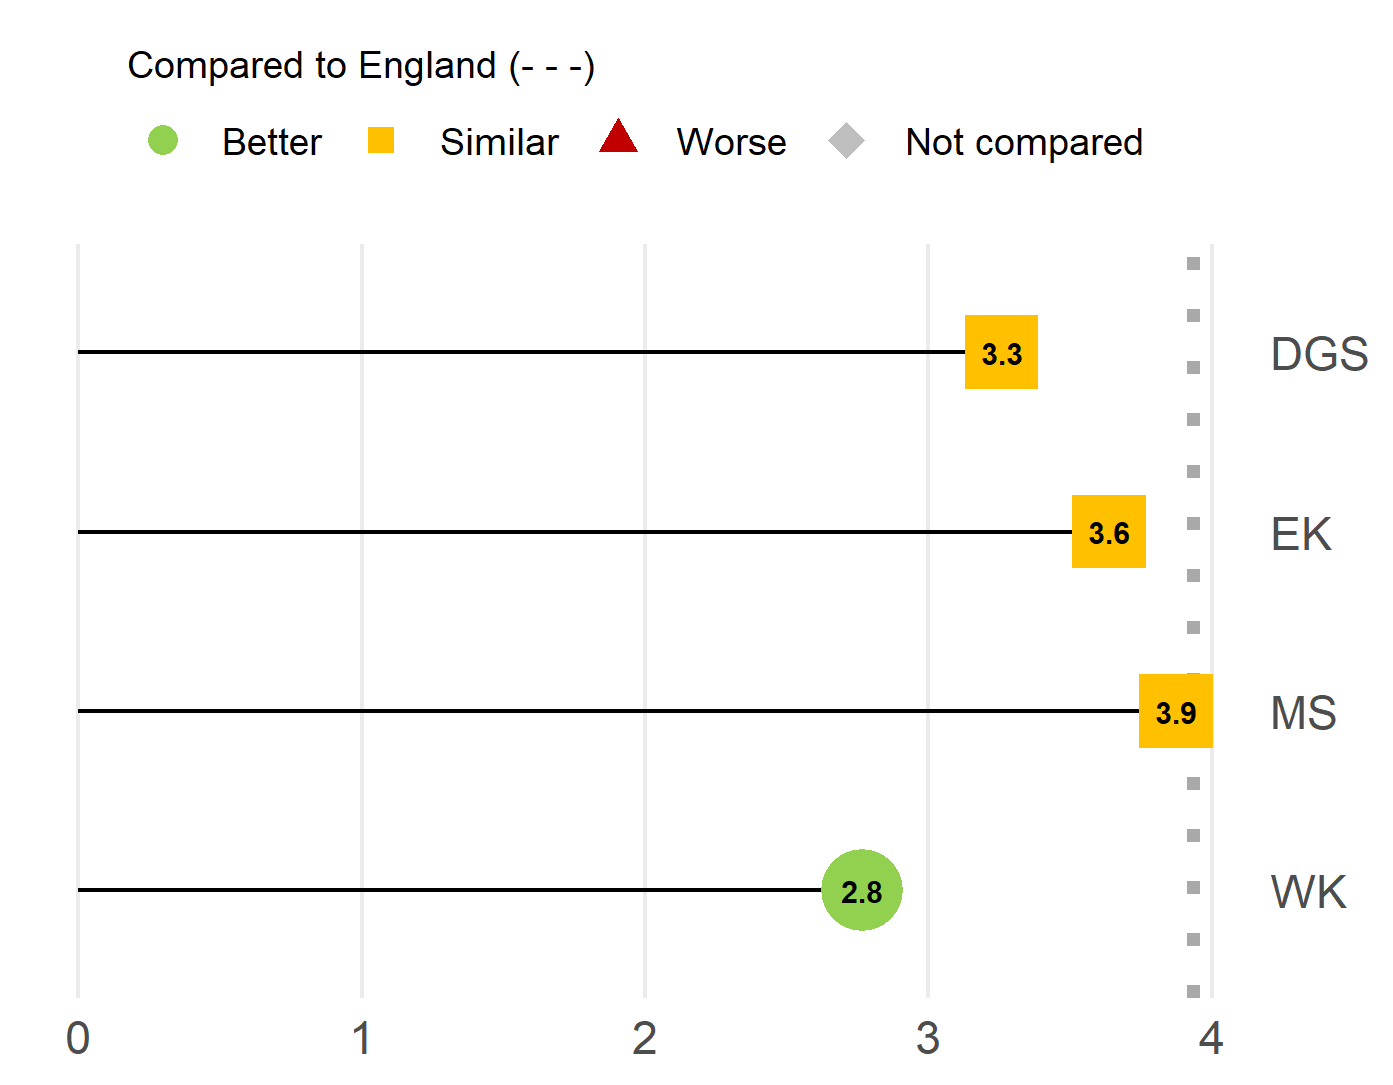 Compared to England (- - -)
Better Similar Worse Not compared
3.3 DGS
3.6 EK
3.9 MS
2.8 WK
0 1 2 3 4